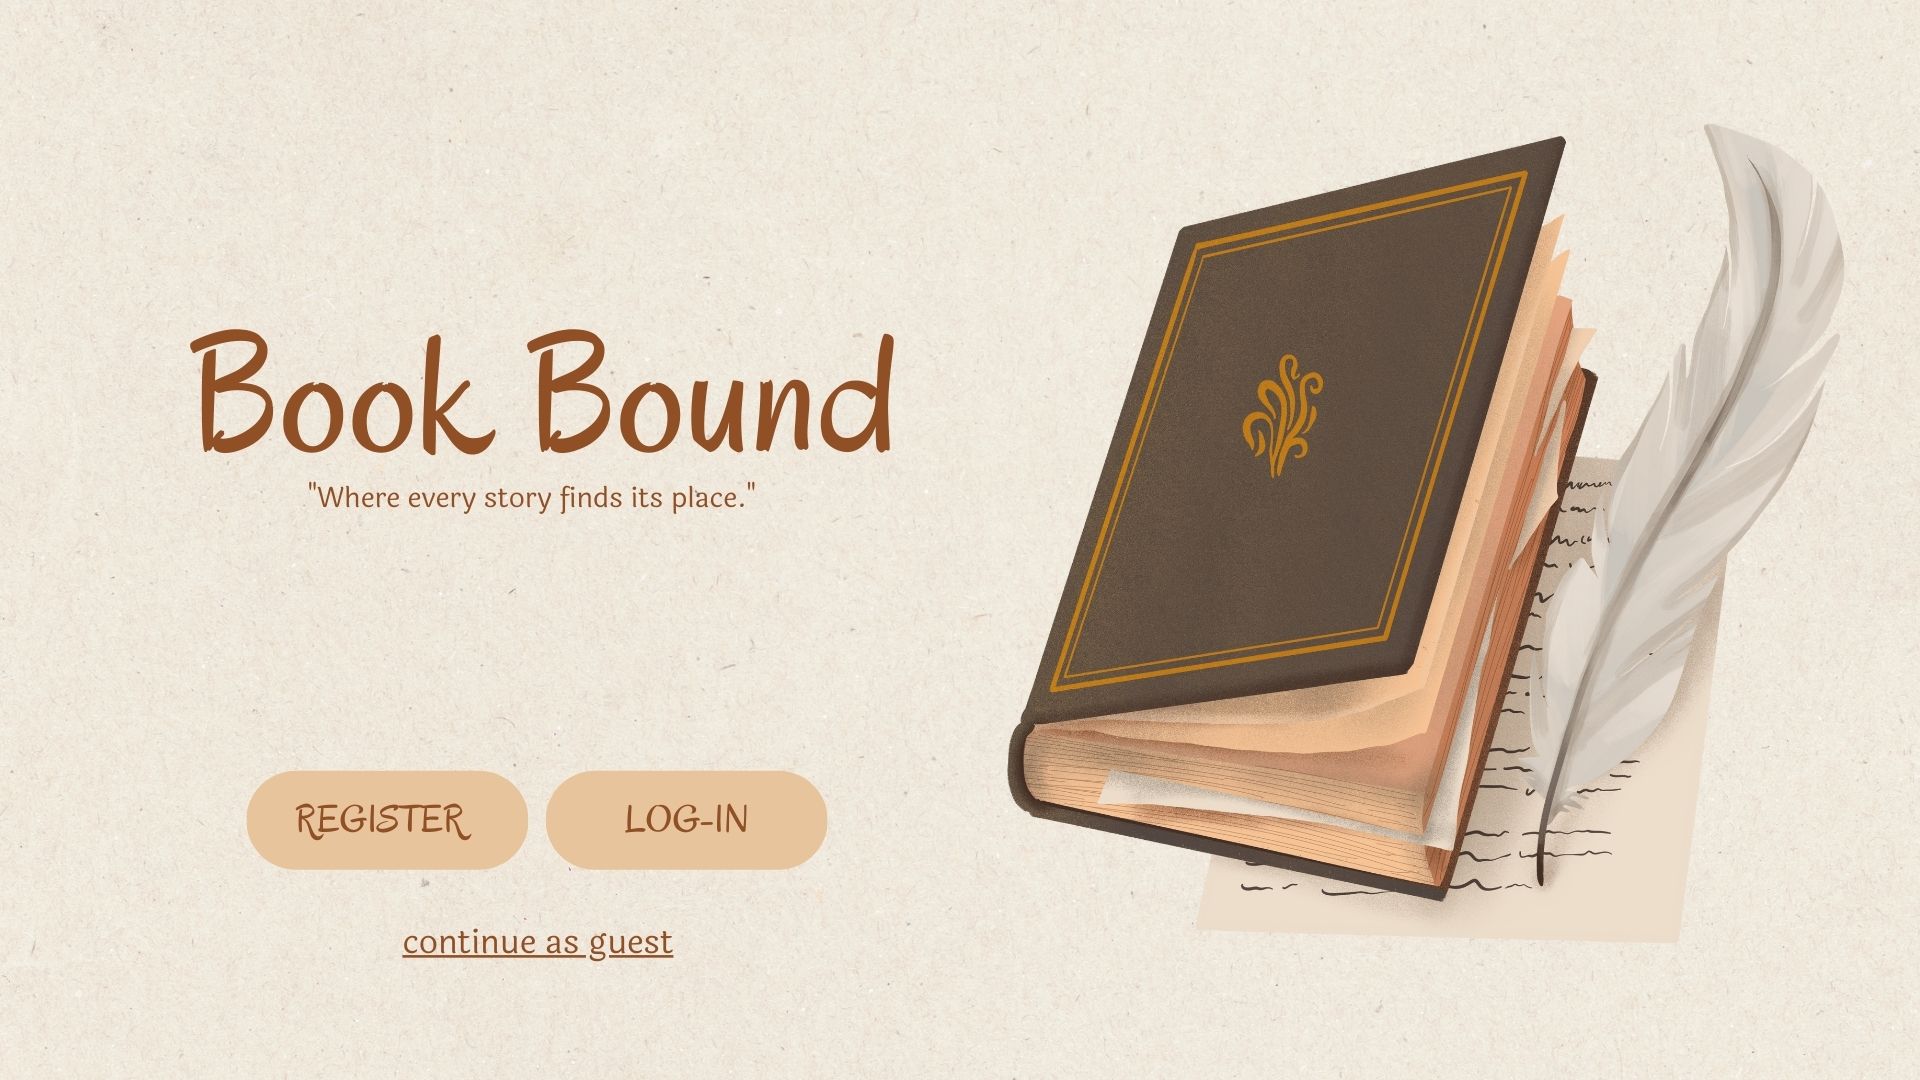 Book Bound
"Where every story finds its place."
REGISTER LOG-IN
continue as guest